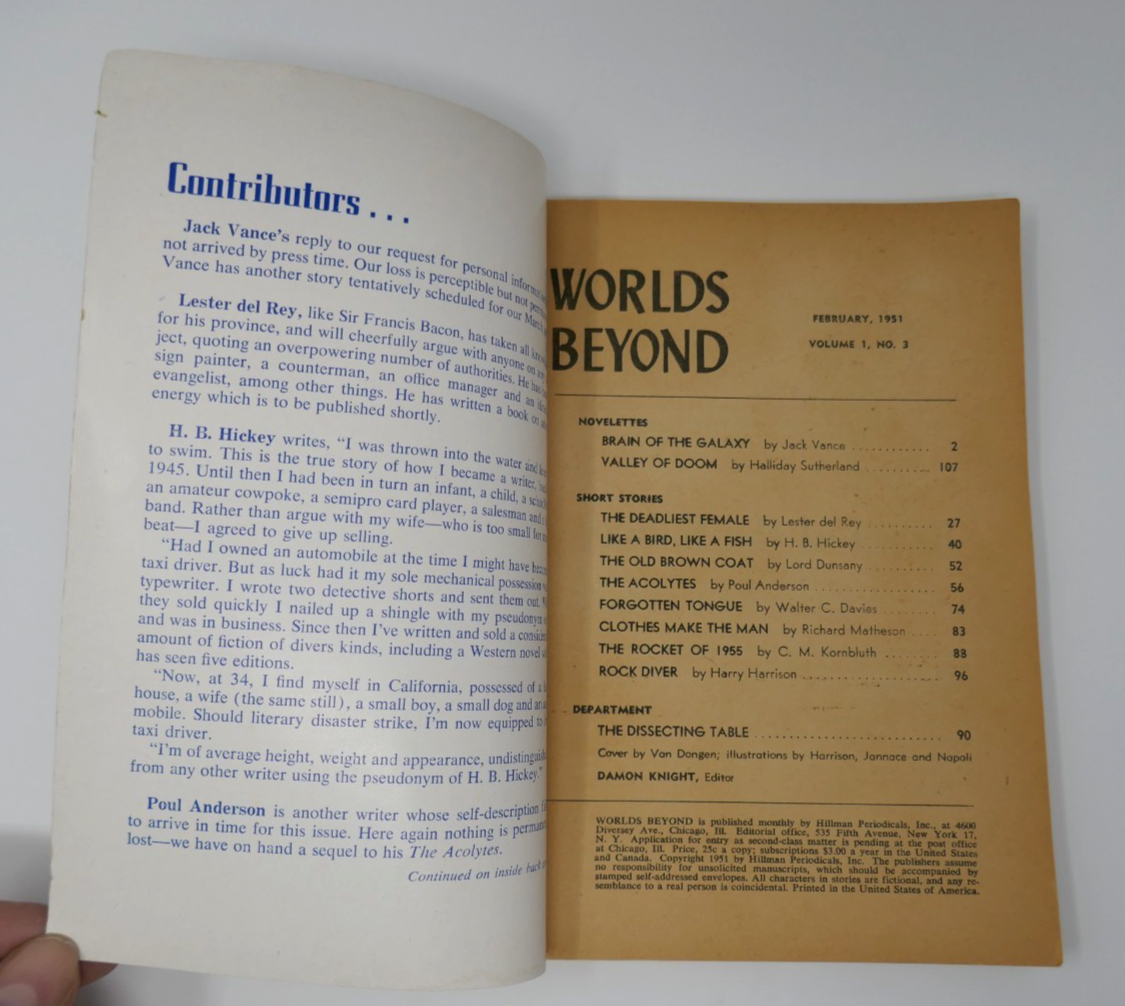 Contributors . . .
Jack Vance's reply to our request for personal
not arrived by press time. Our loss is perceptible but not
Vance has another story tentatively scheduled for our
Lester del Rey, like Sir Francis Bacon, has taken all
for his province, and will cheerfully argue with anyone on
ject, quoting an overpowering number of authorities. He
sign painter, a counterman, an office manager and an
evangelist, among other things. He has written a book on
energy which is to be published shortly.
H. B. Hickey writes, "I was thrown into the water and
to swim. This is the true story of how I became a writer,
1945. Until then I had been in turn an infant, a child, a
an amateur cowpoke, a semipro card player, a salesman and
band. Rather than argue with my wife—who is too small
beat—I agreed to give up selling.
"Had I owned an automobile at the time I might have
taxi driver. But as luck had it my sole mechanical possession
typewriter. I wrote two detective shorts and sent them out.
they sold quickly I nailed up a shingle with my pseudonym
and was in business. Since then I've written and sold a
amount of fiction of divers kinds, including a Western novel
has seen five editions.
"Now, at 34, I find myself in California, possessed of a
house, a wife (the same still), a small boy, a small dog and
mobile. Should literary disaster strike, I'm now equipped to
taxi driver.
"I'm of average height, weight and appearance,
from any other writer using the pseudonym of H. B. Hickey."
Poul Anderson is another writer whose self-description
to arrive in time for this issue. Here again nothing is
lost—we have on hand a sequel to his The Acolytes.
Continued on inside back
WORLDS
BEYOND
FEBRUARY, 1951
VOLUME 1, NO. 3
NOVELETTES
BRAIN OF THE GALAXY by Jack Vance ............ 2
VALLEY OF DOOM by Halliday Sutherland .......... 107
SHORT STORIES
THE DEADLIEST FEMALE by Lester del Rey .......... 27
LIKE A BIRD, LIKE A FISH by H. B. Hickey ........... 40
THE OLD BROWN COAT by Lord Dunsany .......... 52
THE ACOLYTES by Poul Anderson .................. 56
FORGOTTEN TONGUE by Walter C. Davies ......... 74
CLOTHES MAKE THE MAN by Richard Matheson .... 83
THE ROCKET OF 1955 by C. M. Kornbluth ........ 88
ROCK DIVER by Harry Harrison .................... 96
DEPARTMENT
THE DISSECTING TABLE ............................ 90
Cover by Van Dongen; illustrations by Harrison, Jannace and Napoli
DAMON KNIGHT, Editor
WORLDS BEYOND is published monthly by Hillman Periodicals, Inc., at 4600
Diversey Ave., Chicago, Ill. Editorial office, 535 Fifth Avenue, New York 17,
N. Y. Application for entry as second-class matter is pending at the post office
at Chicago, Ill. Price, 25c a copy; subscriptions $3.00 a year in the United States
and Canada. Copyright 1951 by Hillman Periodicals, Inc. The publishers assume
no responsibility for unsolicited manuscripts, which should be accompanied by
stamped self-addressed envelopes. All characters in stories are fictional, and any re-
semblance to a real person is coincidental. Printed in the United States of America.